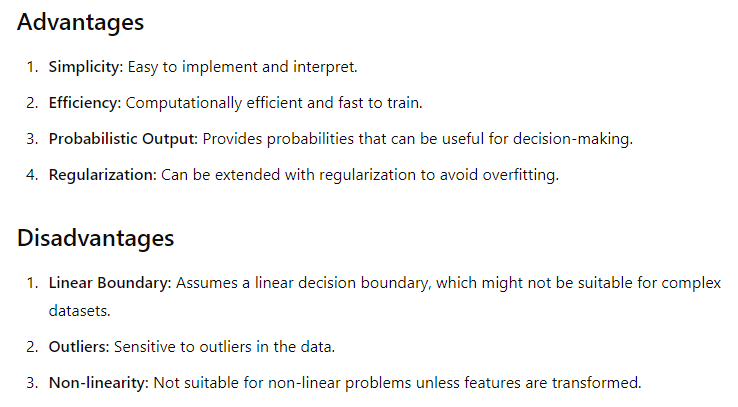 Advantages
1. Simplicity: Easy to implement and interpret.
2. Efficiency: Computationally efficient and fast to train.
3. Probabilistic Output: Provides probabilities that can be useful for decision-making.
4. Regularization: Can be extended with regularization to avoid overfitting.
Disadvantages
1. Linear Boundary: Assumes a linear decision boundary, which might not be suitable for complex
datasets.
2. Outliers: Sensitive to outliers in the data.
3. Non-linearity: Not suitable for non-linear problems unless features are transformed.